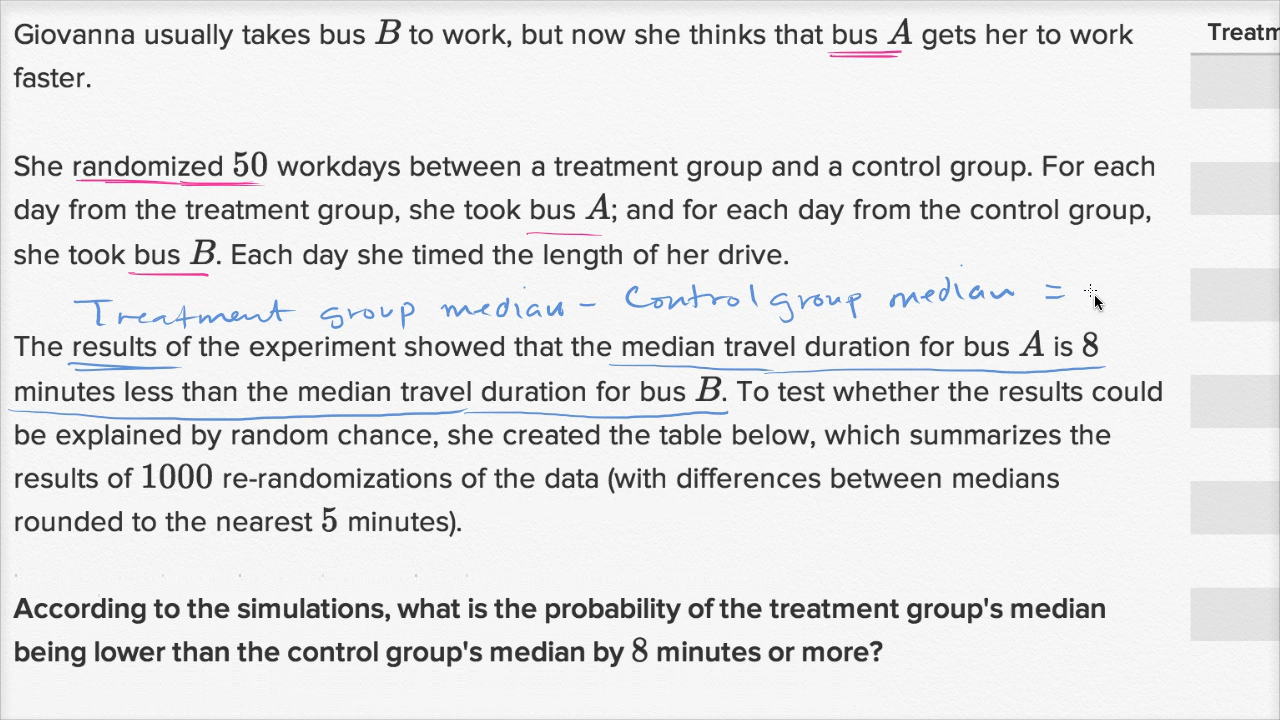 Giovanna usually takes bus B to work, but now she thinks that bus A gets her to work
faster.
She randomized 50 workdays between a treatment group and a control group. For each
day from the treatment group, she took bus A; and for each day from the control group,
she took bus B. Each day she timed the length of her drive.
Treatment group median - Control group median =
The results of the experiment showed that the median travel duration for bus A is 8
minutes less than the median travel duration for bus B. To test whether the results could
be explained by random chance, she created the table below, which summarizes the
results of 1000 re-randomizations of the data (with differences between medians
rounded to the nearest 5 minutes).
According to the simulations, what is the probability of the treatment group's median
being lower than the control group's median by 8 minutes or more?